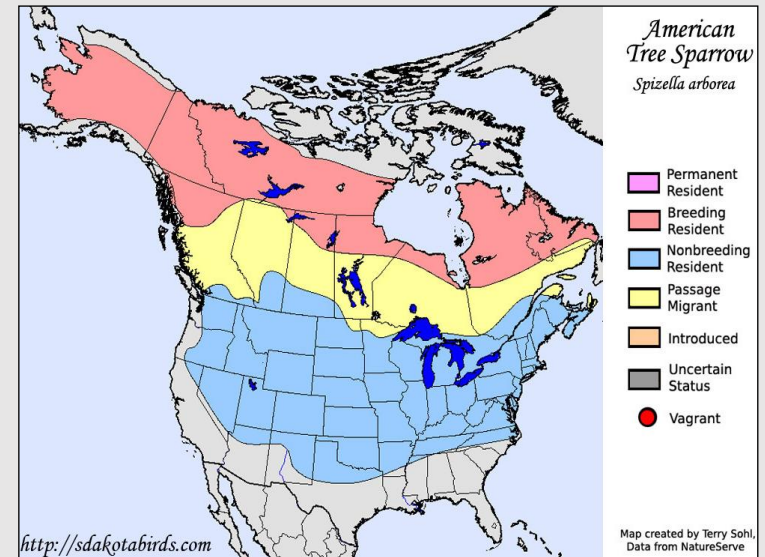 American
Tree Sparrow
Spizella arborea
Permanent
Resident
Breeding
Resident
Nonbreeding
Resident
Passage
Migrant
Introduced
Uncertain
Status
Vagrant
Map created by Terry Sohl,
Data from NatureServe
http://sdakotabirds.com